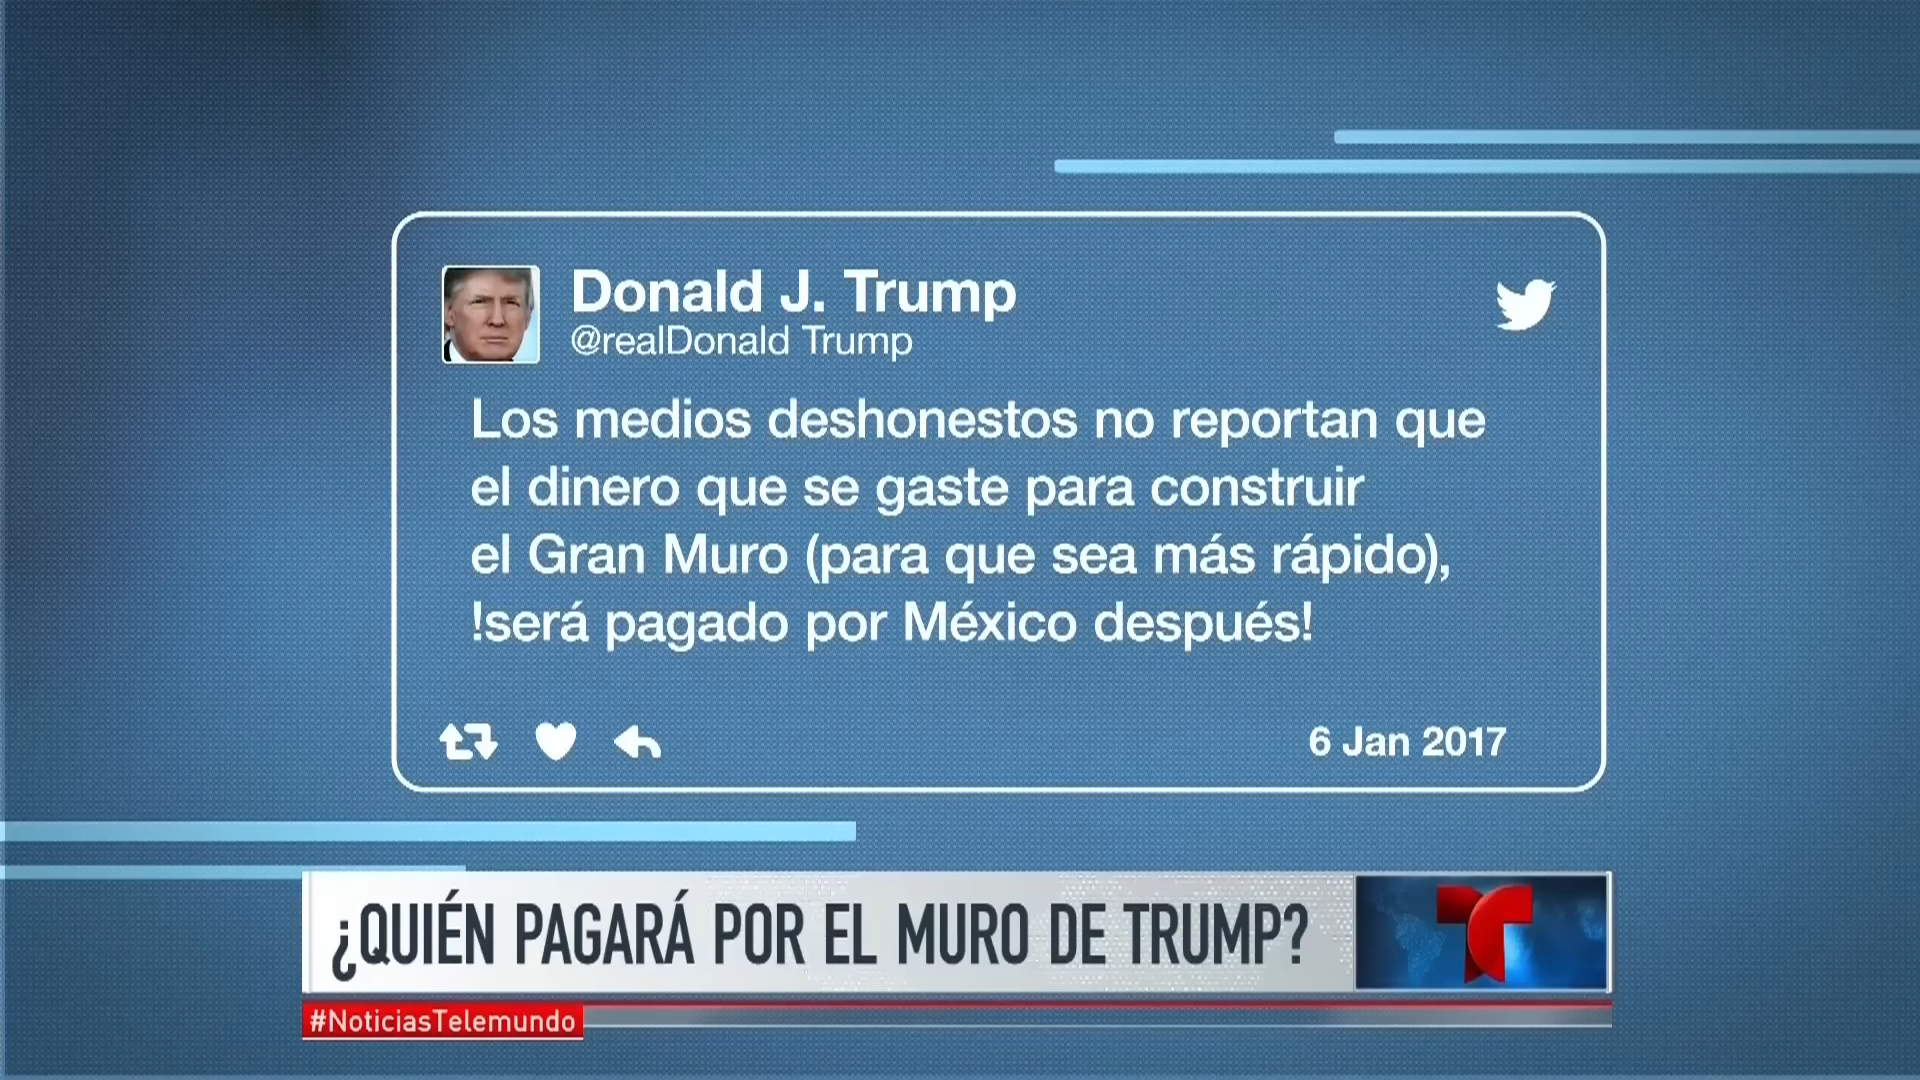 Donald J. Trump
@realDonald Trump
Los medios deshonestos no reportan que
el dinero que se gaste para construir
el Gran Muro (para que sea más rápido),
!será pagado por México después!
6 Jan 2017
¿QUIÉN PAGARÁ POR EL MURO DE TRUMP?
#NoticiasTelemundo